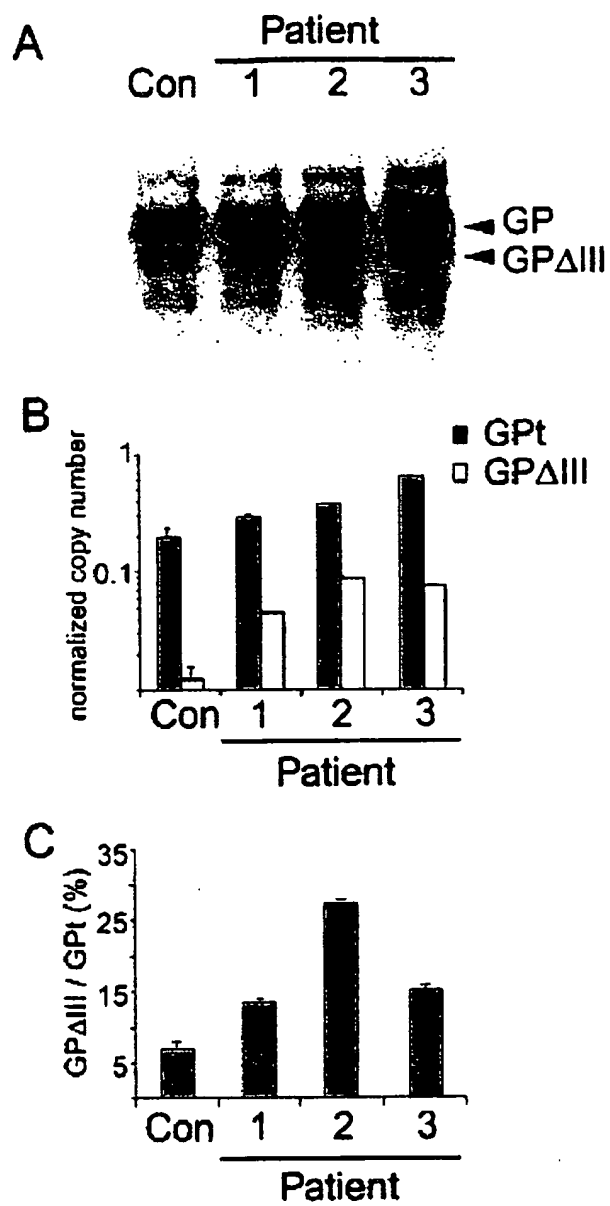 A
Patient
Con 1 2 3
GP
GPΔIII
B
normalized copy number
1
0.1
GPt
GPΔIII
Con 1 2 3
Patient
C
GPΔIII / GPt (%)
35
25
15
5
Con 1 2 3
Patient